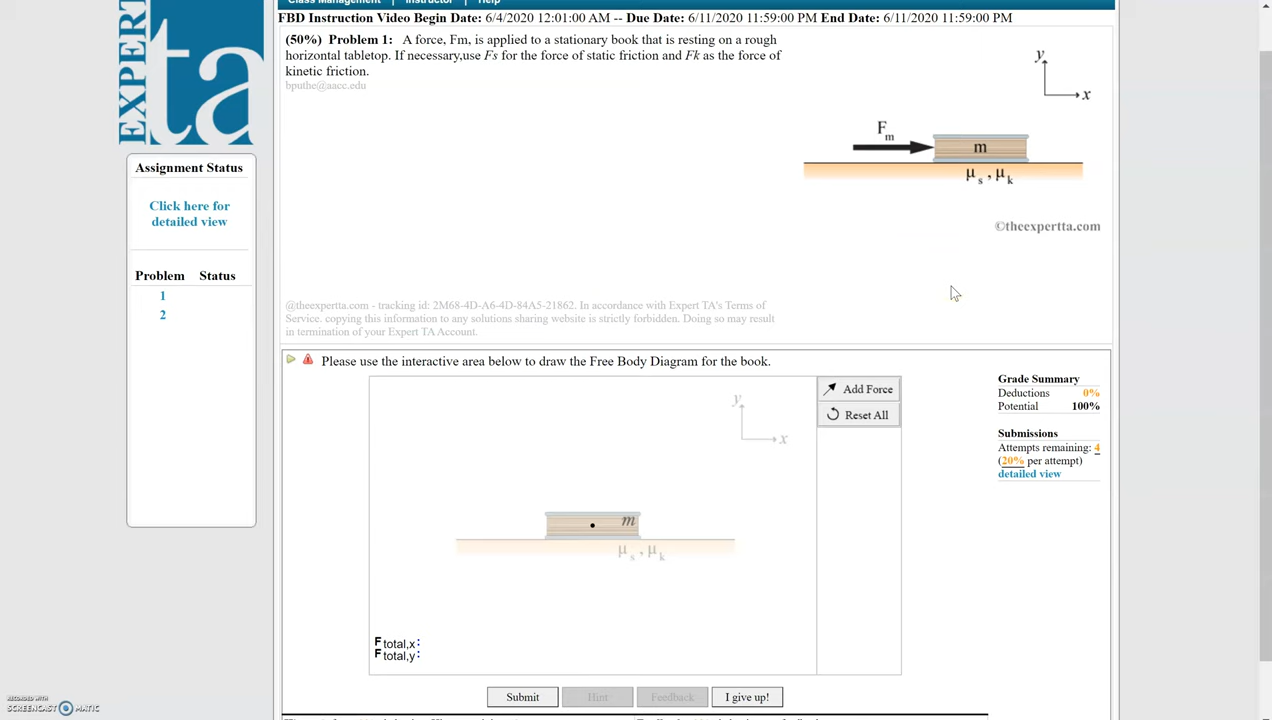 Class Management | Instructor | Help
FBD Instruction Video Begin Date: 6/4/2020 12:01:00 AM -- Due Date: 6/11/2020 11:59:00 PM End Date: 6/11/2020 11:59:00 PM
EXPERT
ta
(50%) Problem 1: A force, Fm, is applied to a stationary book that is resting on a rough
horizontal tabletop. If necessary,use Fs for the force of static friction and Fk as the force of
kinetic friction.
bputhe@aacc.edu
y
x
Fm
m
μs , μk
©theexpertta.com
Assignment Status
Click here for
detailed view
Problem Status
1
2
@theexpertta.com - tracking id: 2M68-4D-A6-4D-84A5-21862. In accordance with Expert TA's Terms of
Service. copying this information to any solutions sharing website is strictly forbidden. Doing so may result
in termination of your Expert TA Account.
Please use the interactive area below to draw the Free Body Diagram for the book.
y
x
m
μs , μk
F total,x:
F total,y:
Add Force
Reset All
Grade Summary
Deductions 0%
Potential 100%
Submissions
Attempts remaining: 4
(20% per attempt)
detailed view
Submit
Hint
Feedback
I give up!
RECORDED WITH
SCREENCAST MATIC